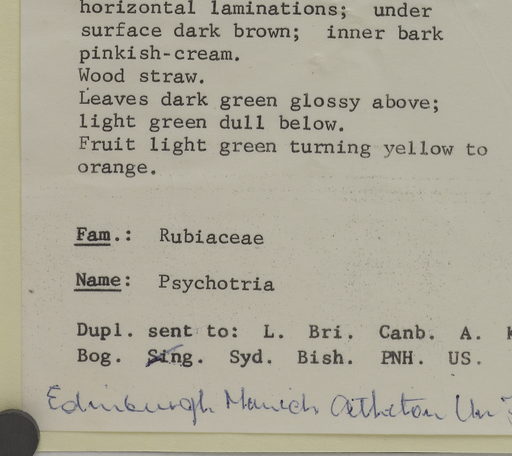 horizontal laminations; under
surface dark brown; inner bark
pinkish-cream.
Wood straw.
Leaves dark green glossy above;
light green dull below.
Fruit light green turning yellow to
orange.
Fam.: Rubiaceae
Name: Psychotria
Dupl. sent to: L. Bri. Canb. A.
Bog. Sing. Syd. Bish. PNH. US.
Edinburgh Munich